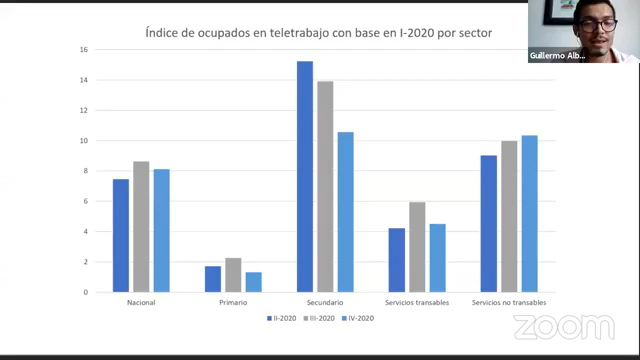 Índice de ocupados en teletrabajo con base en I-2020 por sector
Guillermo Alb...
16
14
12
10
8
6
4
2
0
Nacional
Primario
Secundario
Servicios transables
Servicios no transables
II-2020
III-2020
IV-2020
zoom